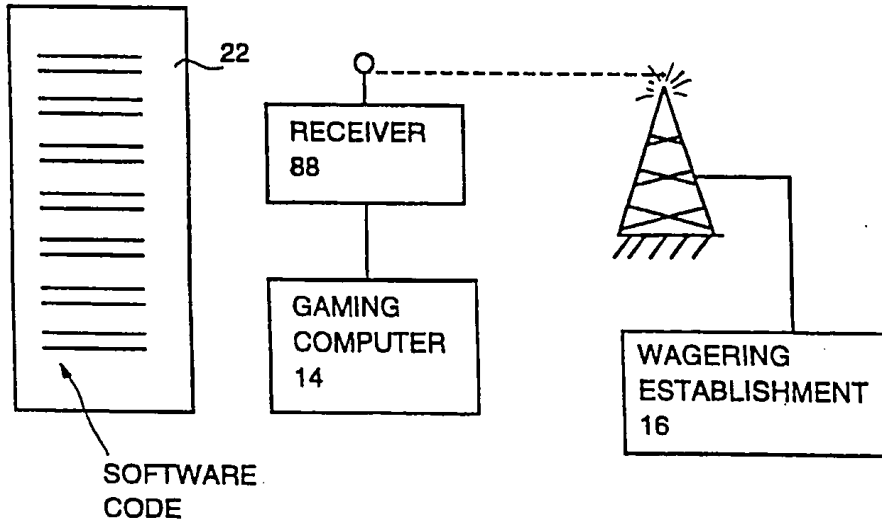 22
RECEIVER
88
GAMING
COMPUTER
14
WAGERING
ESTABLISHMENT
16
SOFTWARE
CODE